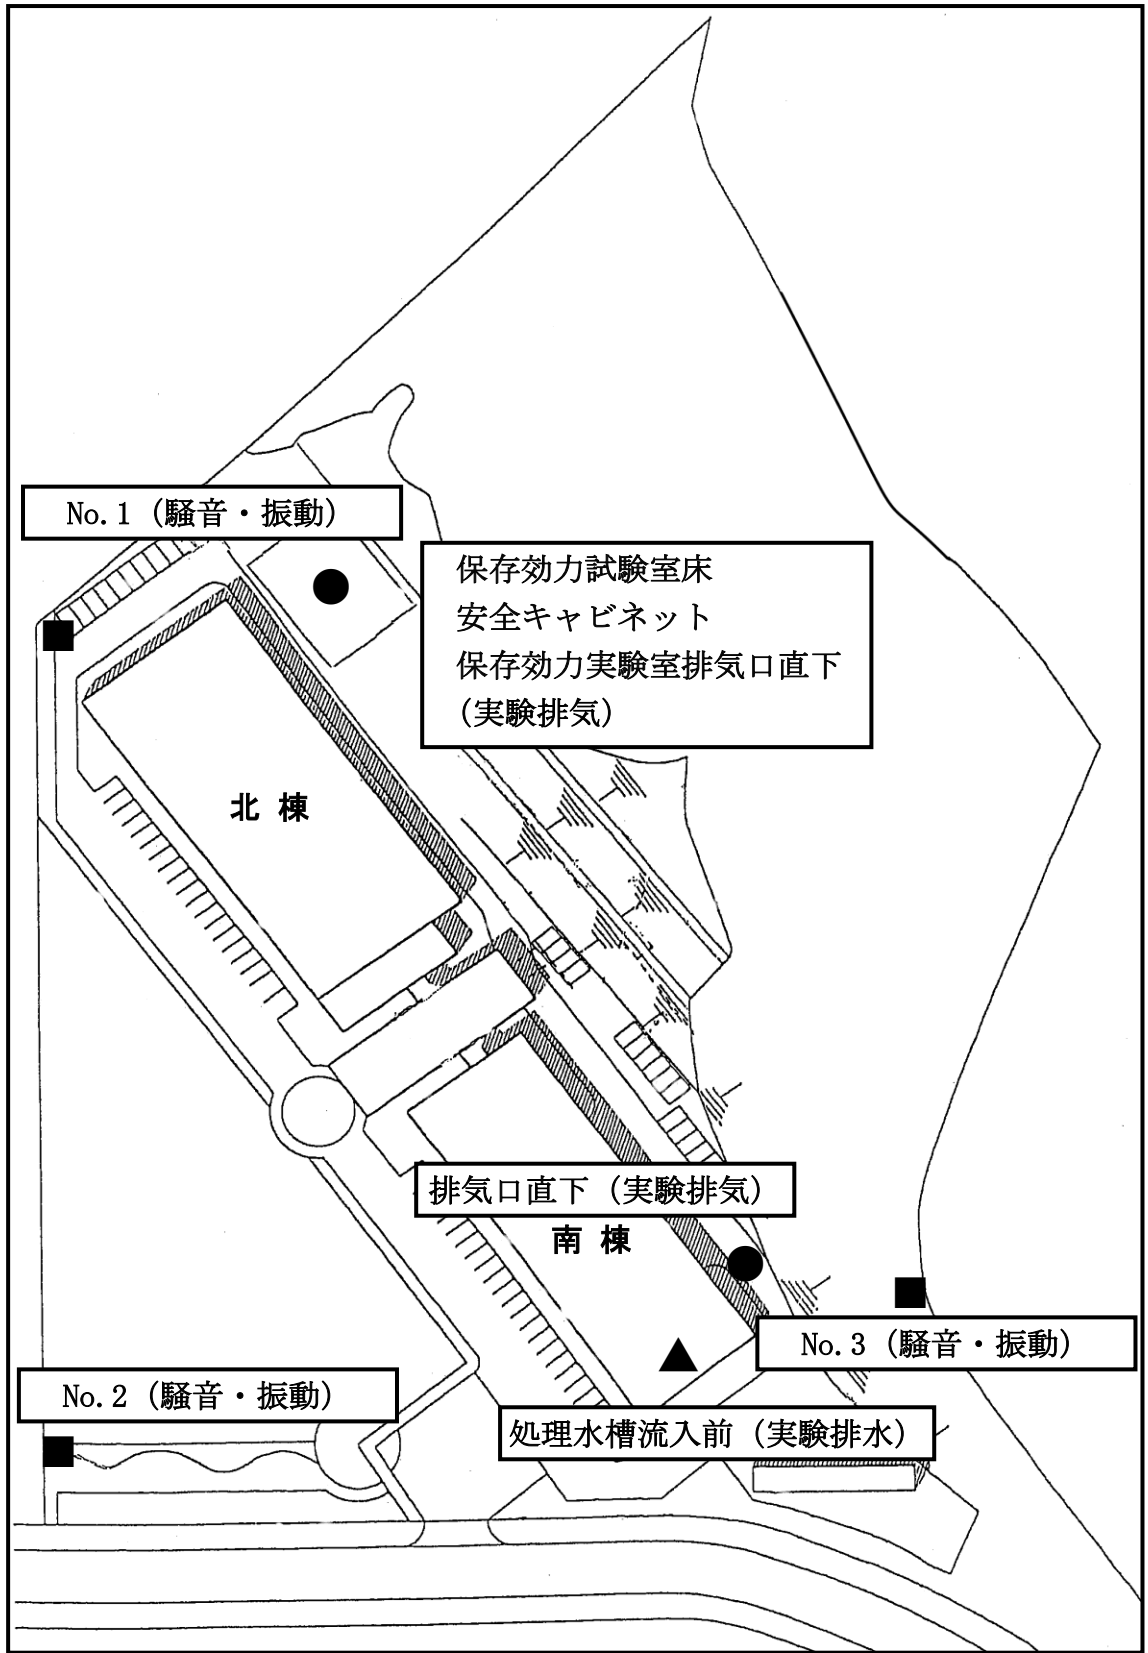 No.1（騒音・振動）
保存効力試験室床
安全キャビネット
保存効力実験室排気口直下
（実験排気）
北 棟
排気口直下（実験排気）
南 棟
No.3（騒音・振動）
No.2（騒音・振動）
処理水槽流入前（実験排水）